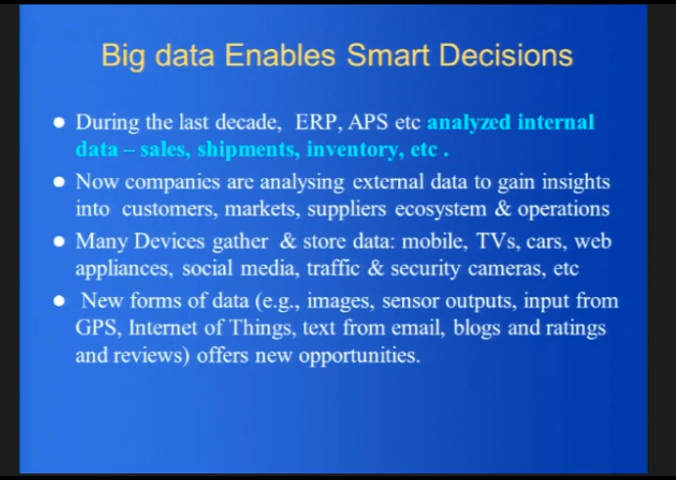 Big data Enables Smart Decisions
● During the last decade, ERP, APS etc analyzed internal
data – sales, shipments, inventory, etc .
● Now companies are analysing external data to gain insights
into customers, markets, suppliers ecosystem & operations
● Many Devices gather & store data: mobile, TVs, cars, web
appliances, social media, traffic & security cameras, etc
● New forms of data (e.g., images, sensor outputs, input from
GPS, Internet of Things, text from email, blogs and ratings
and reviews) offers new opportunities.